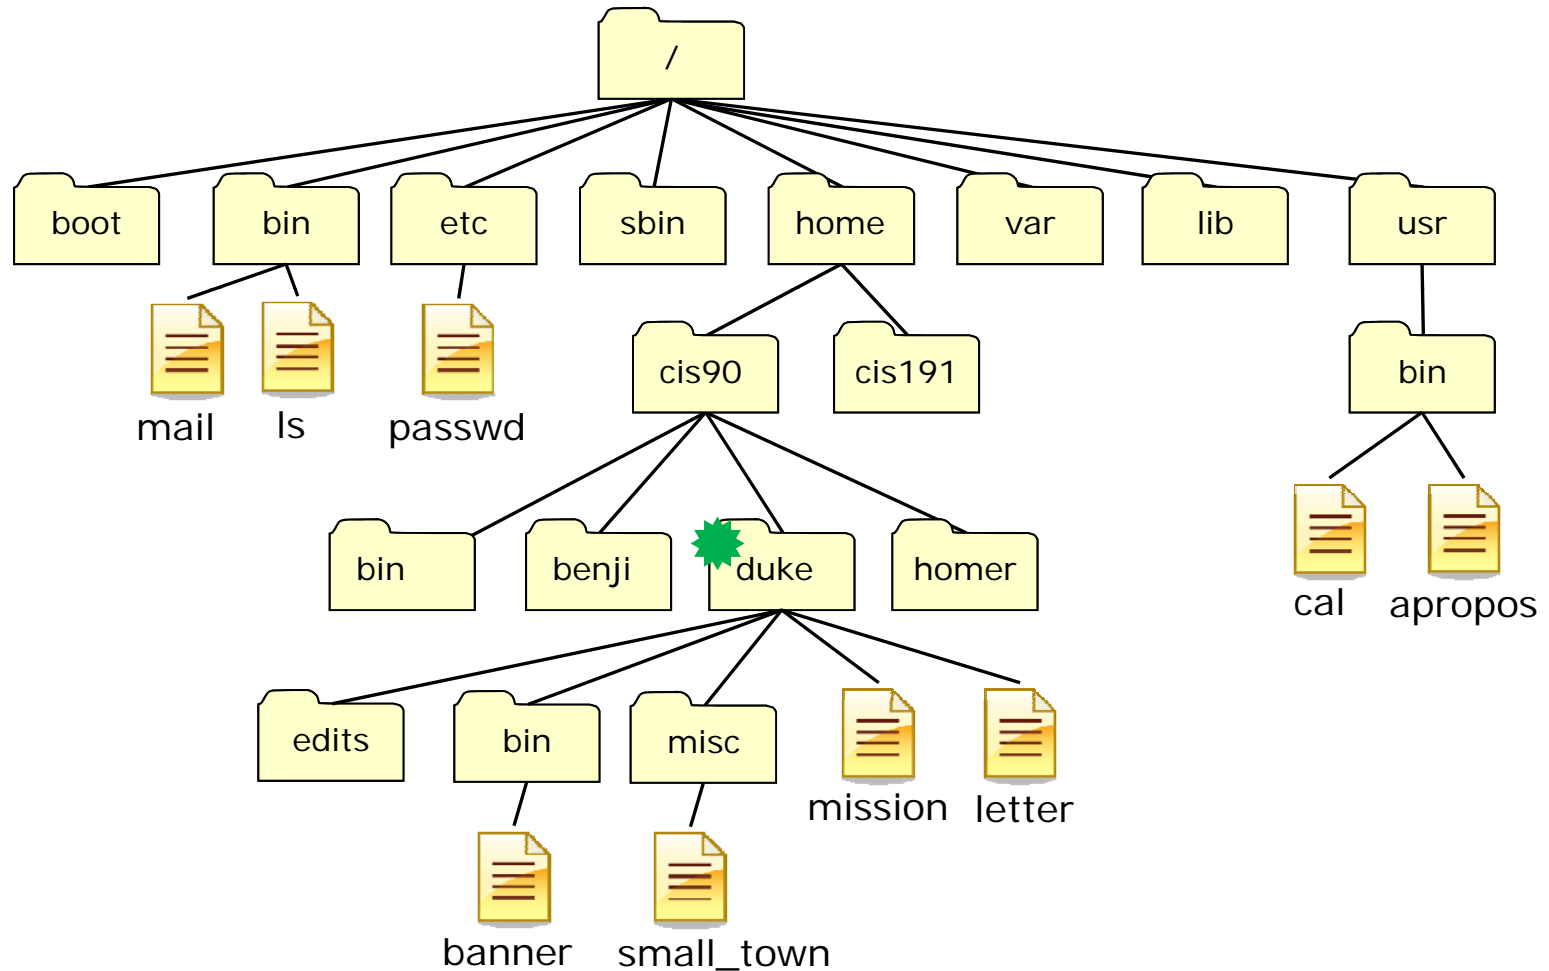 /
boot
bin
etc
sbin
home
var
lib
usr
mail
ls
passwd
cis90
cis191
bin
bin
benji
duke
homer
cal
apropos
edits
bin
misc
mission
letter
banner
small_town